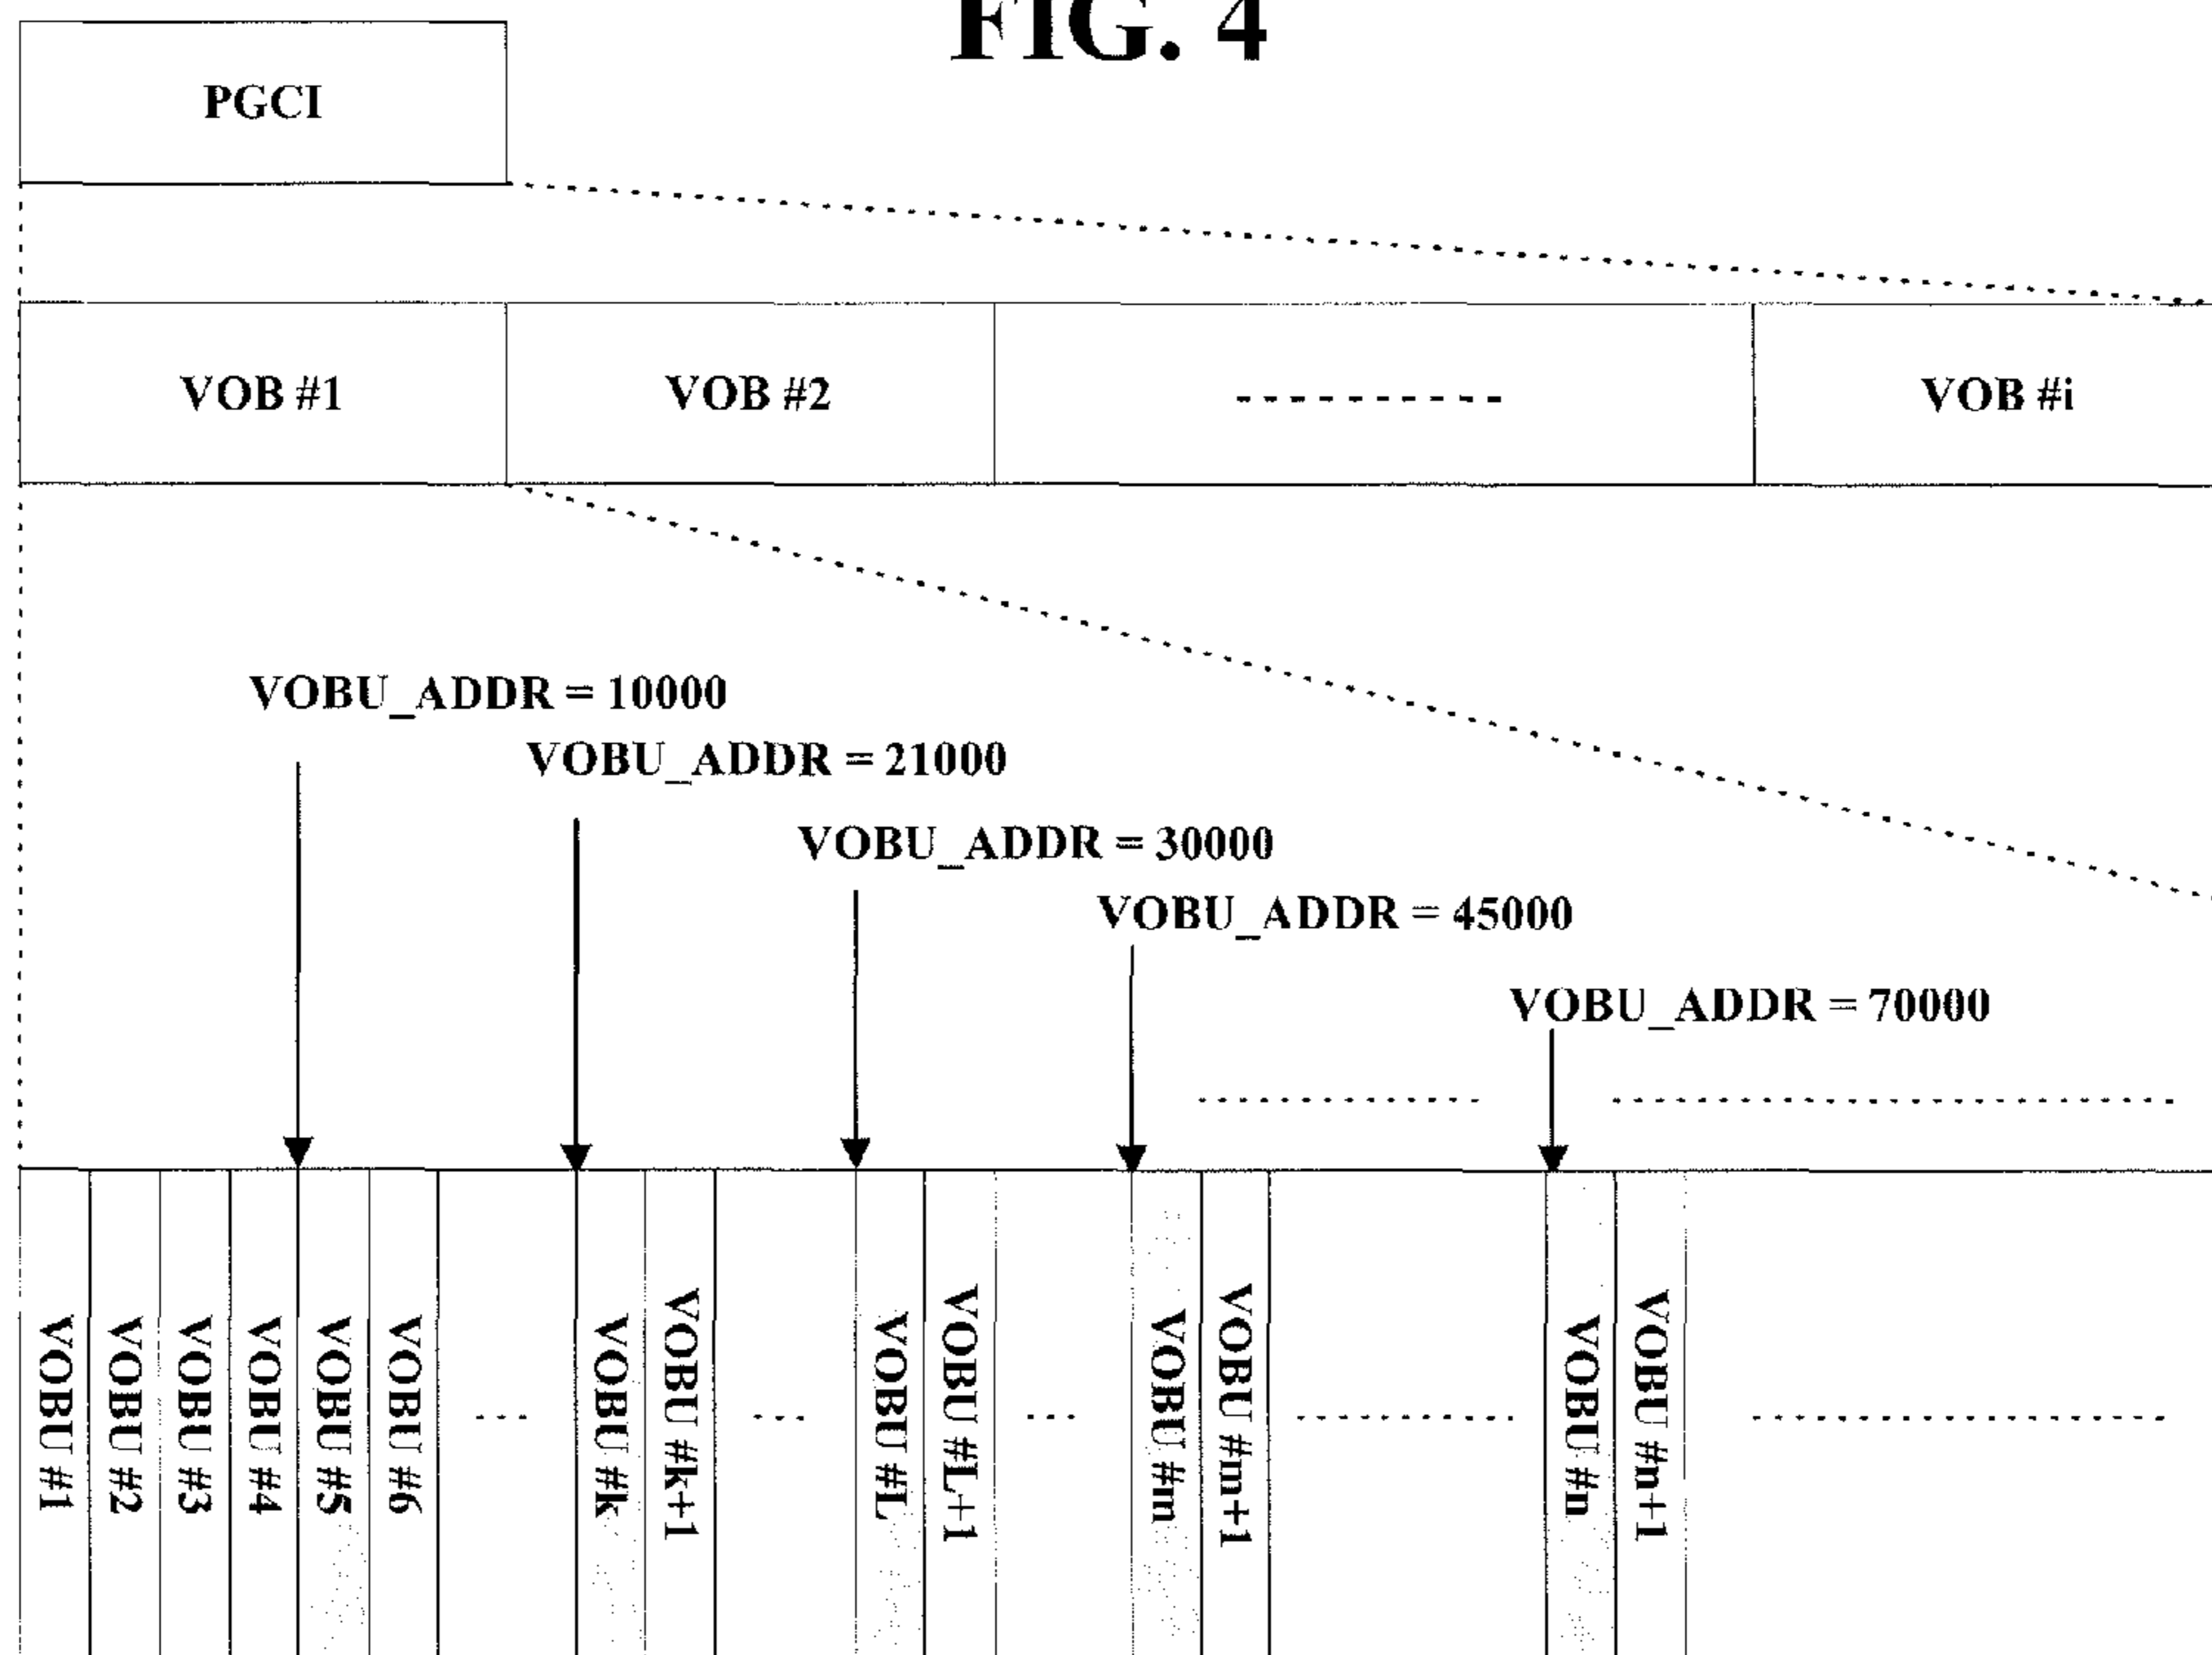 FIG. 4
PGCI
VOB #1
VOB #2
VOB #i
VOBU_ADDR = 10000
VOBU_ADDR = 21000
VOBU_ADDR = 30000
VOBU_ADDR = 45000
VOBU_ADDR = 70000
VOBU #1
VOBU #2
VOBU #3
VOBU #4
VOBU #5
VOBU #6
VOBU #k
VOBU #k+1
VOBU #L
VOBU #L+1
VOBU #m
VOBU #m+1
VOBU #n
VOBU #n+1